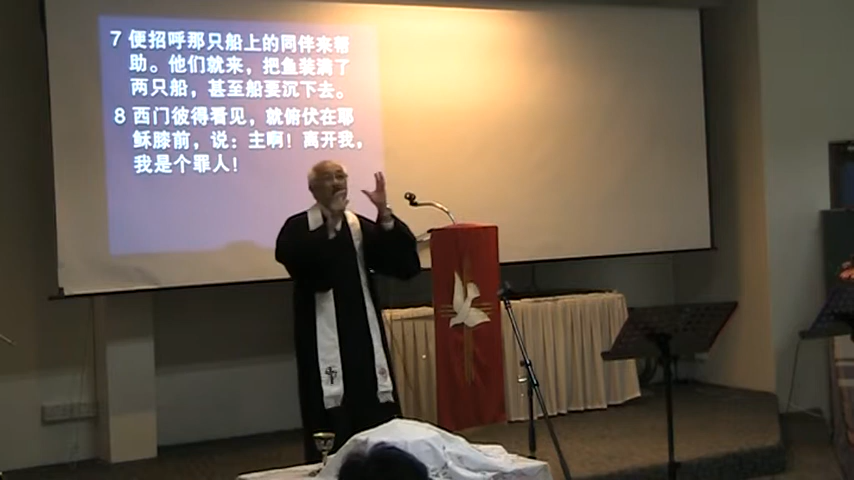 7 便招呼那只船上的同伴来帮
助。他们就来，把鱼装满了
两只船，甚至船要沉下去。
8 西门彼得看见，就俯伏在耶
稣膝前，说：主啊！离开我，
我是个罪人！